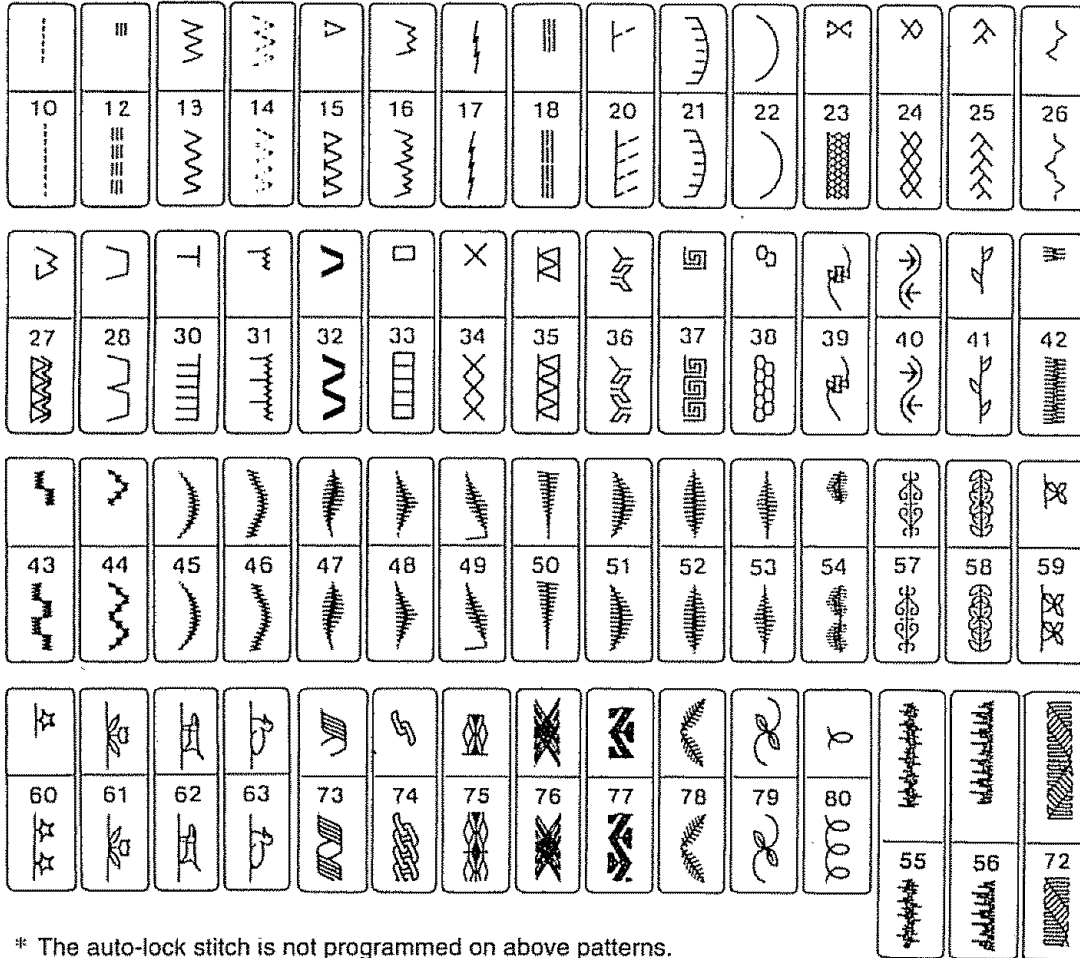 10 12 13 14 15 16 17 18 20 21 22 23 24 25 26
27 28 30 31 32 33 34 35 36 37 38 39 40 41 42
43 44 45 46 47 48 49 50 51 52 53 54 57 58 59
60 61 62 63 73 74 75 76 77 78 79 80
55 56 72
* The auto-lock stitch is not programmed on above patterns.